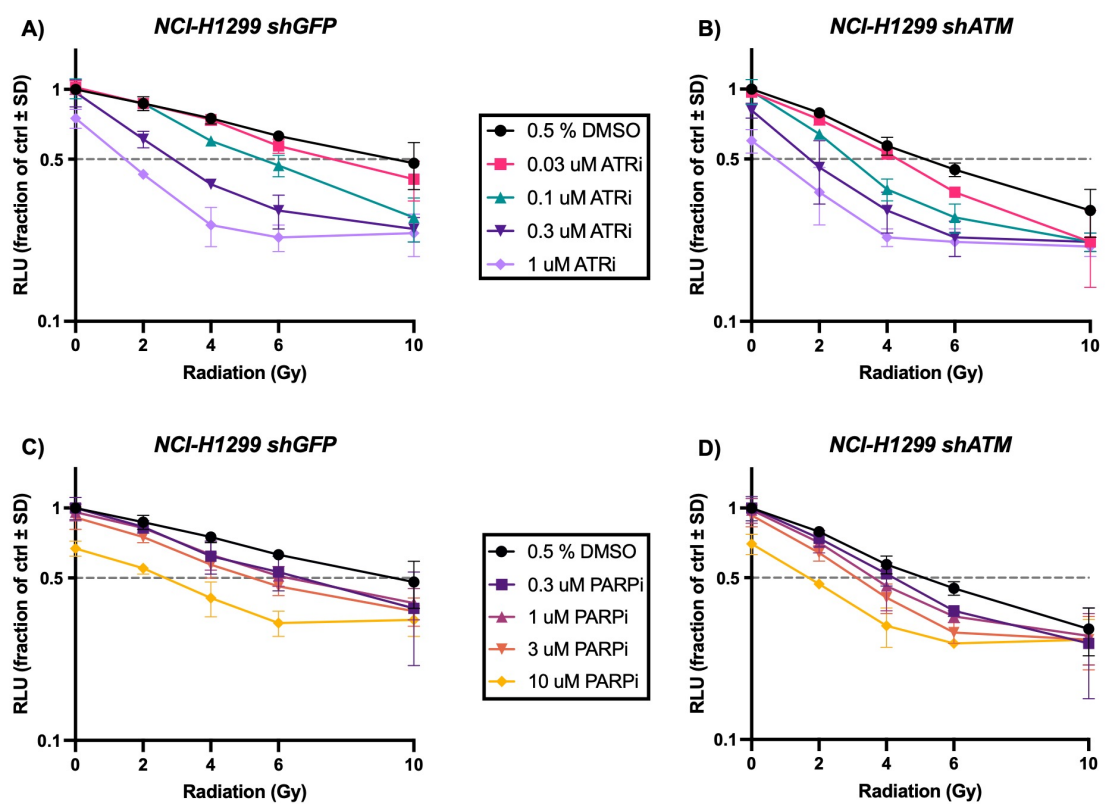 A)
NCI-H1299 shGFP
RLU (fraction of ctrl ± SD)
1
0.5
0.1
0
2
4
6
10
Radiation (Gy)
0.5 % DMSO
0.03 uM ATRi
0.1 uM ATRi
0.3 uM ATRi
1 uM ATRi
B)
NCI-H1299 shATM
RLU (fraction of ctrl ± SD)
1
0.5
0.1
0
2
4
6
10
Radiation (Gy)
C)
NCI-H1299 shGFP
RLU (fraction of ctrl ± SD)
1
0.5
0.1
0
2
4
6
10
Radiation (Gy)
0.5 % DMSO
0.3 uM PARPi
1 uM PARPi
3 uM PARPi
10 uM PARPi
D)
NCI-H1299 shATM
RLU (fraction of ctrl ± SD)
1
0.5
0.1
0
2
4
6
10
Radiation (Gy)